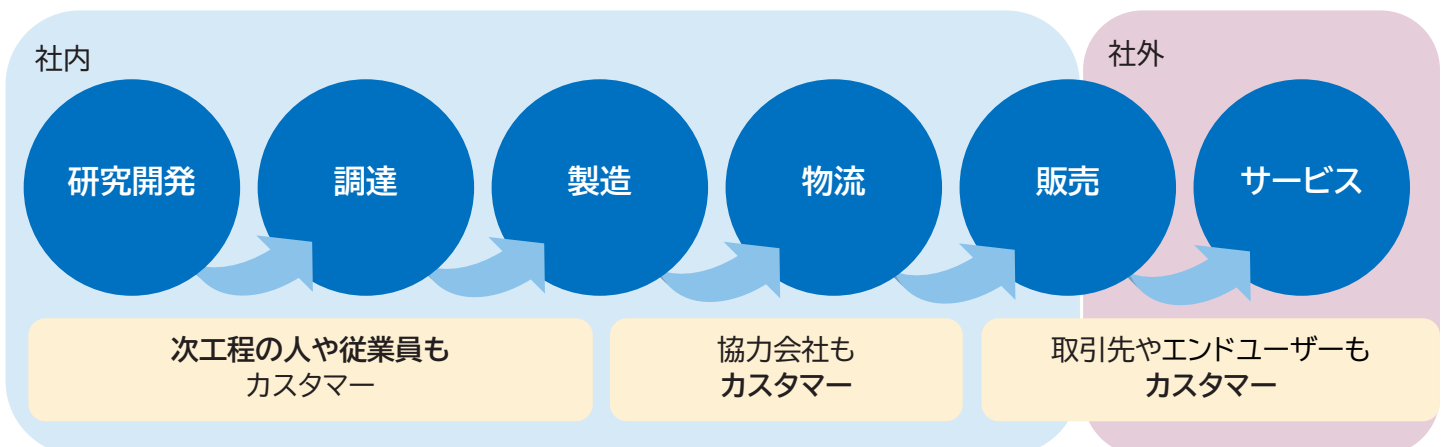 社内
社外
研究開発
調達
製造
物流
販売
サービス
次工程の人や従業員も
カスタマー
協力会社も
カスタマー
取引先やエンドユーザーも
カスタマー